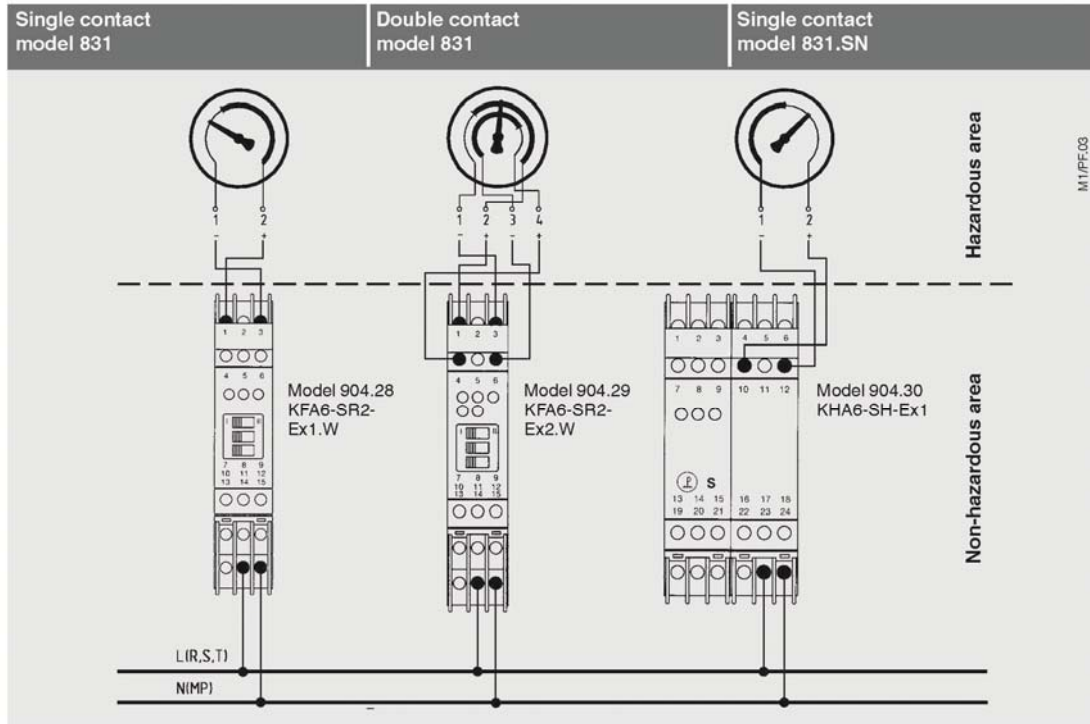 Single contact
model 831
Double contact
model 831
Single contact
model 831.SN
Hazardous area
M1/PF.03
1 2
- +
1 2 3 4
- + - +
1 2
- +
1 2 3
4 5 6
I II
7 8 9
10 11 12
13 14 15
Model 904.28
KFA6-SR2-
Ex1.W
1 2 3
4 5 6
I II
7 8 9
10 11 12
13 14 15
Model 904.29
KFA6-SR2-
Ex2.W
1 2 3 4 5 6
7 8 9 10 11 12
S
13 14 15 16 17 18
19 20 21 22 23 24
Model 904.30
KHA6-SH-Ex1
Non-hazardous area
L(R,S,T)
N(MP)